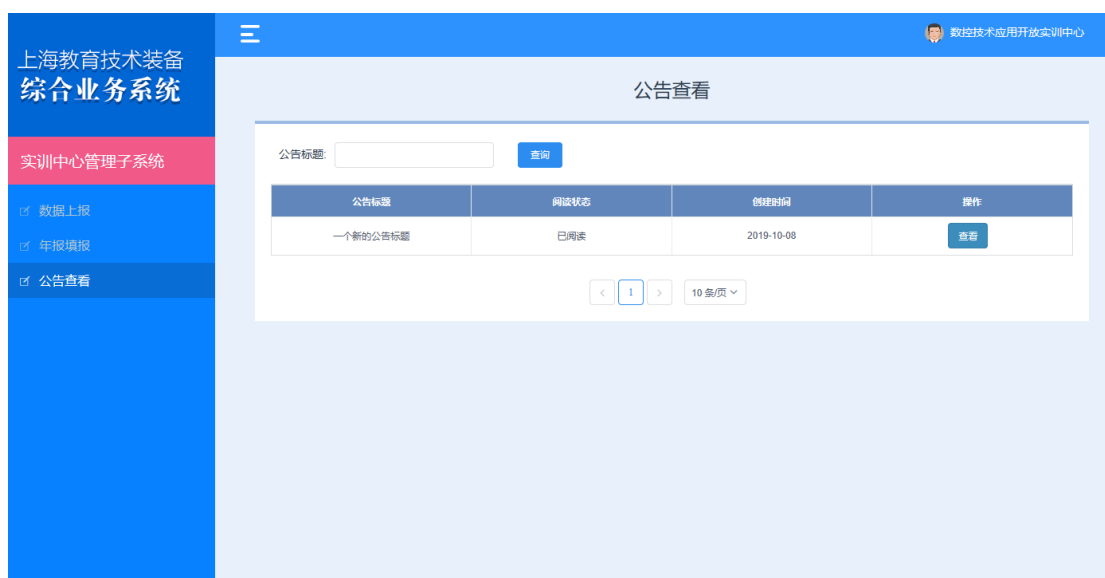 上海教育技术装备
综合业务系统
数控技术应用开放实训中心
实训中心管理子系统
数据上报
年报填报
公告查看
公告查看
公告标题:
查询
公告标题 阅读状态 创建时间 操作
一个新的公告标题 已阅读 2019-10-08 查看
< 1 > 10 条/页